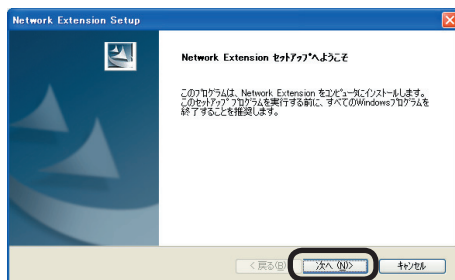 Network Extension Setup
Network Extension ｾｯﾄｱｯﾌﾟへようこそ
このﾌﾟﾛｸﾞﾗﾑは、Network Extension をｺﾝﾋﾟｭｰﾀにｲﾝｽﾄｰﾙします。
このｾｯﾄｱｯﾌﾟ ﾌﾟﾛｸﾞﾗﾑを実行する前に、すべてのWindowsﾌﾟﾛｸﾞﾗﾑを
終了することを推奨します。
< 戻る(B)
次へ (N)>
ｷｬﾝｾﾙ